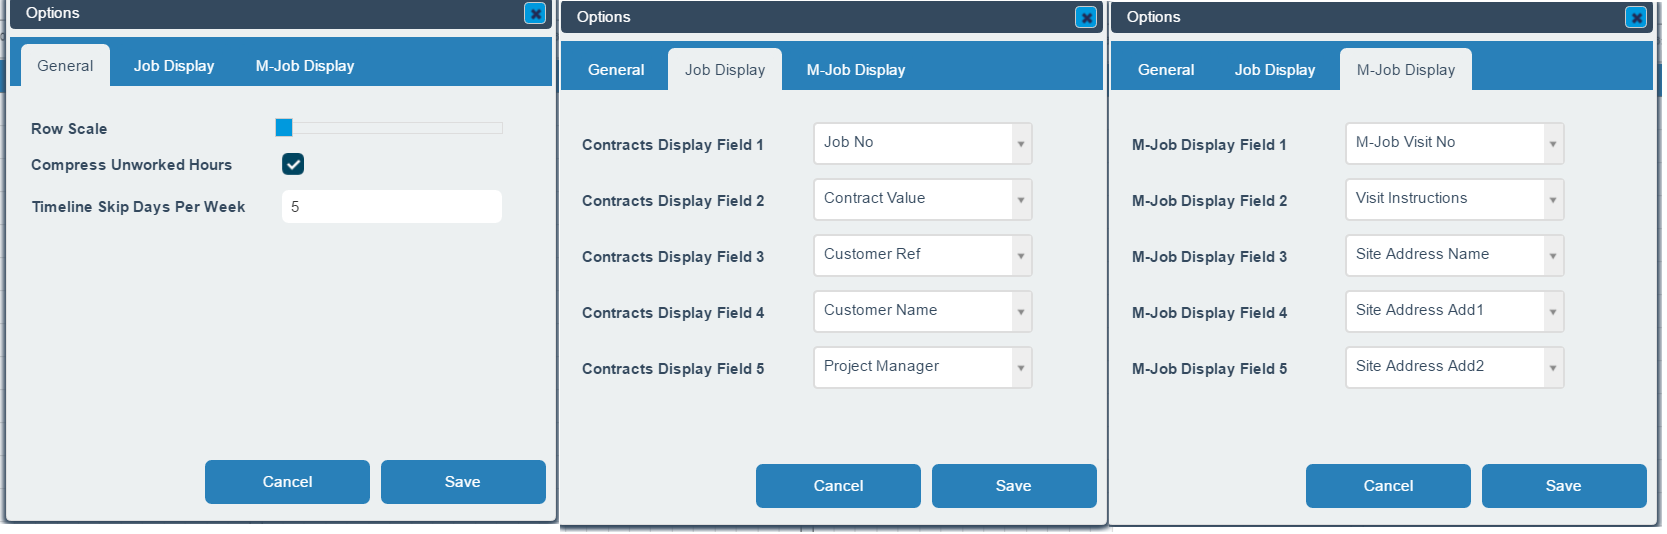 Options
General Job Display M-Job Display
Row Scale
Compress Unworked Hours
Timeline Skip Days Per Week 5
Cancel Save
Options
General Job Display M-Job Display
Contracts Display Field 1 Job No
Contracts Display Field 2 Contract Value
Contracts Display Field 3 Customer Ref
Contracts Display Field 4 Customer Name
Contracts Display Field 5 Project Manager
Cancel Save
Options
General Job Display M-Job Display
M-Job Display Field 1 M-Job Visit No
M-Job Display Field 2 Visit Instructions
M-Job Display Field 3 Site Address Name
M-Job Display Field 4 Site Address Add1
M-Job Display Field 5 Site Address Add2
Cancel Save